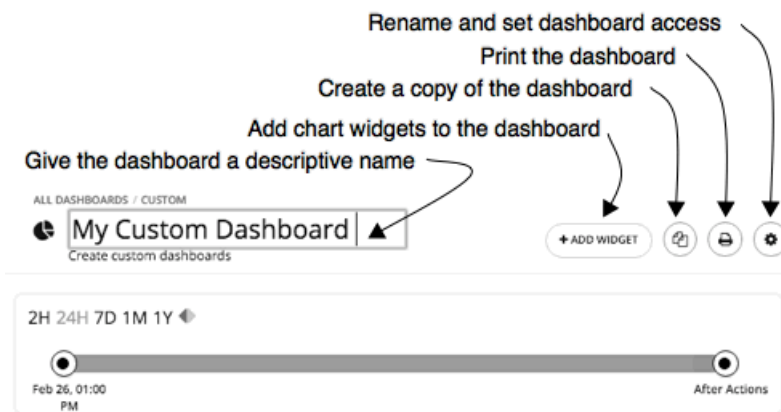 Rename and set dashboard access
Print the dashboard
Create a copy of the dashboard
Add chart widgets to the dashboard
Give the dashboard a descriptive name
ALL DASHBOARDS / CUSTOM
My Custom Dashboard
Create custom dashboards
+ ADD WIDGET
2H 24H 7D 1M 1Y
Feb 26, 01:00
PM
After Actions